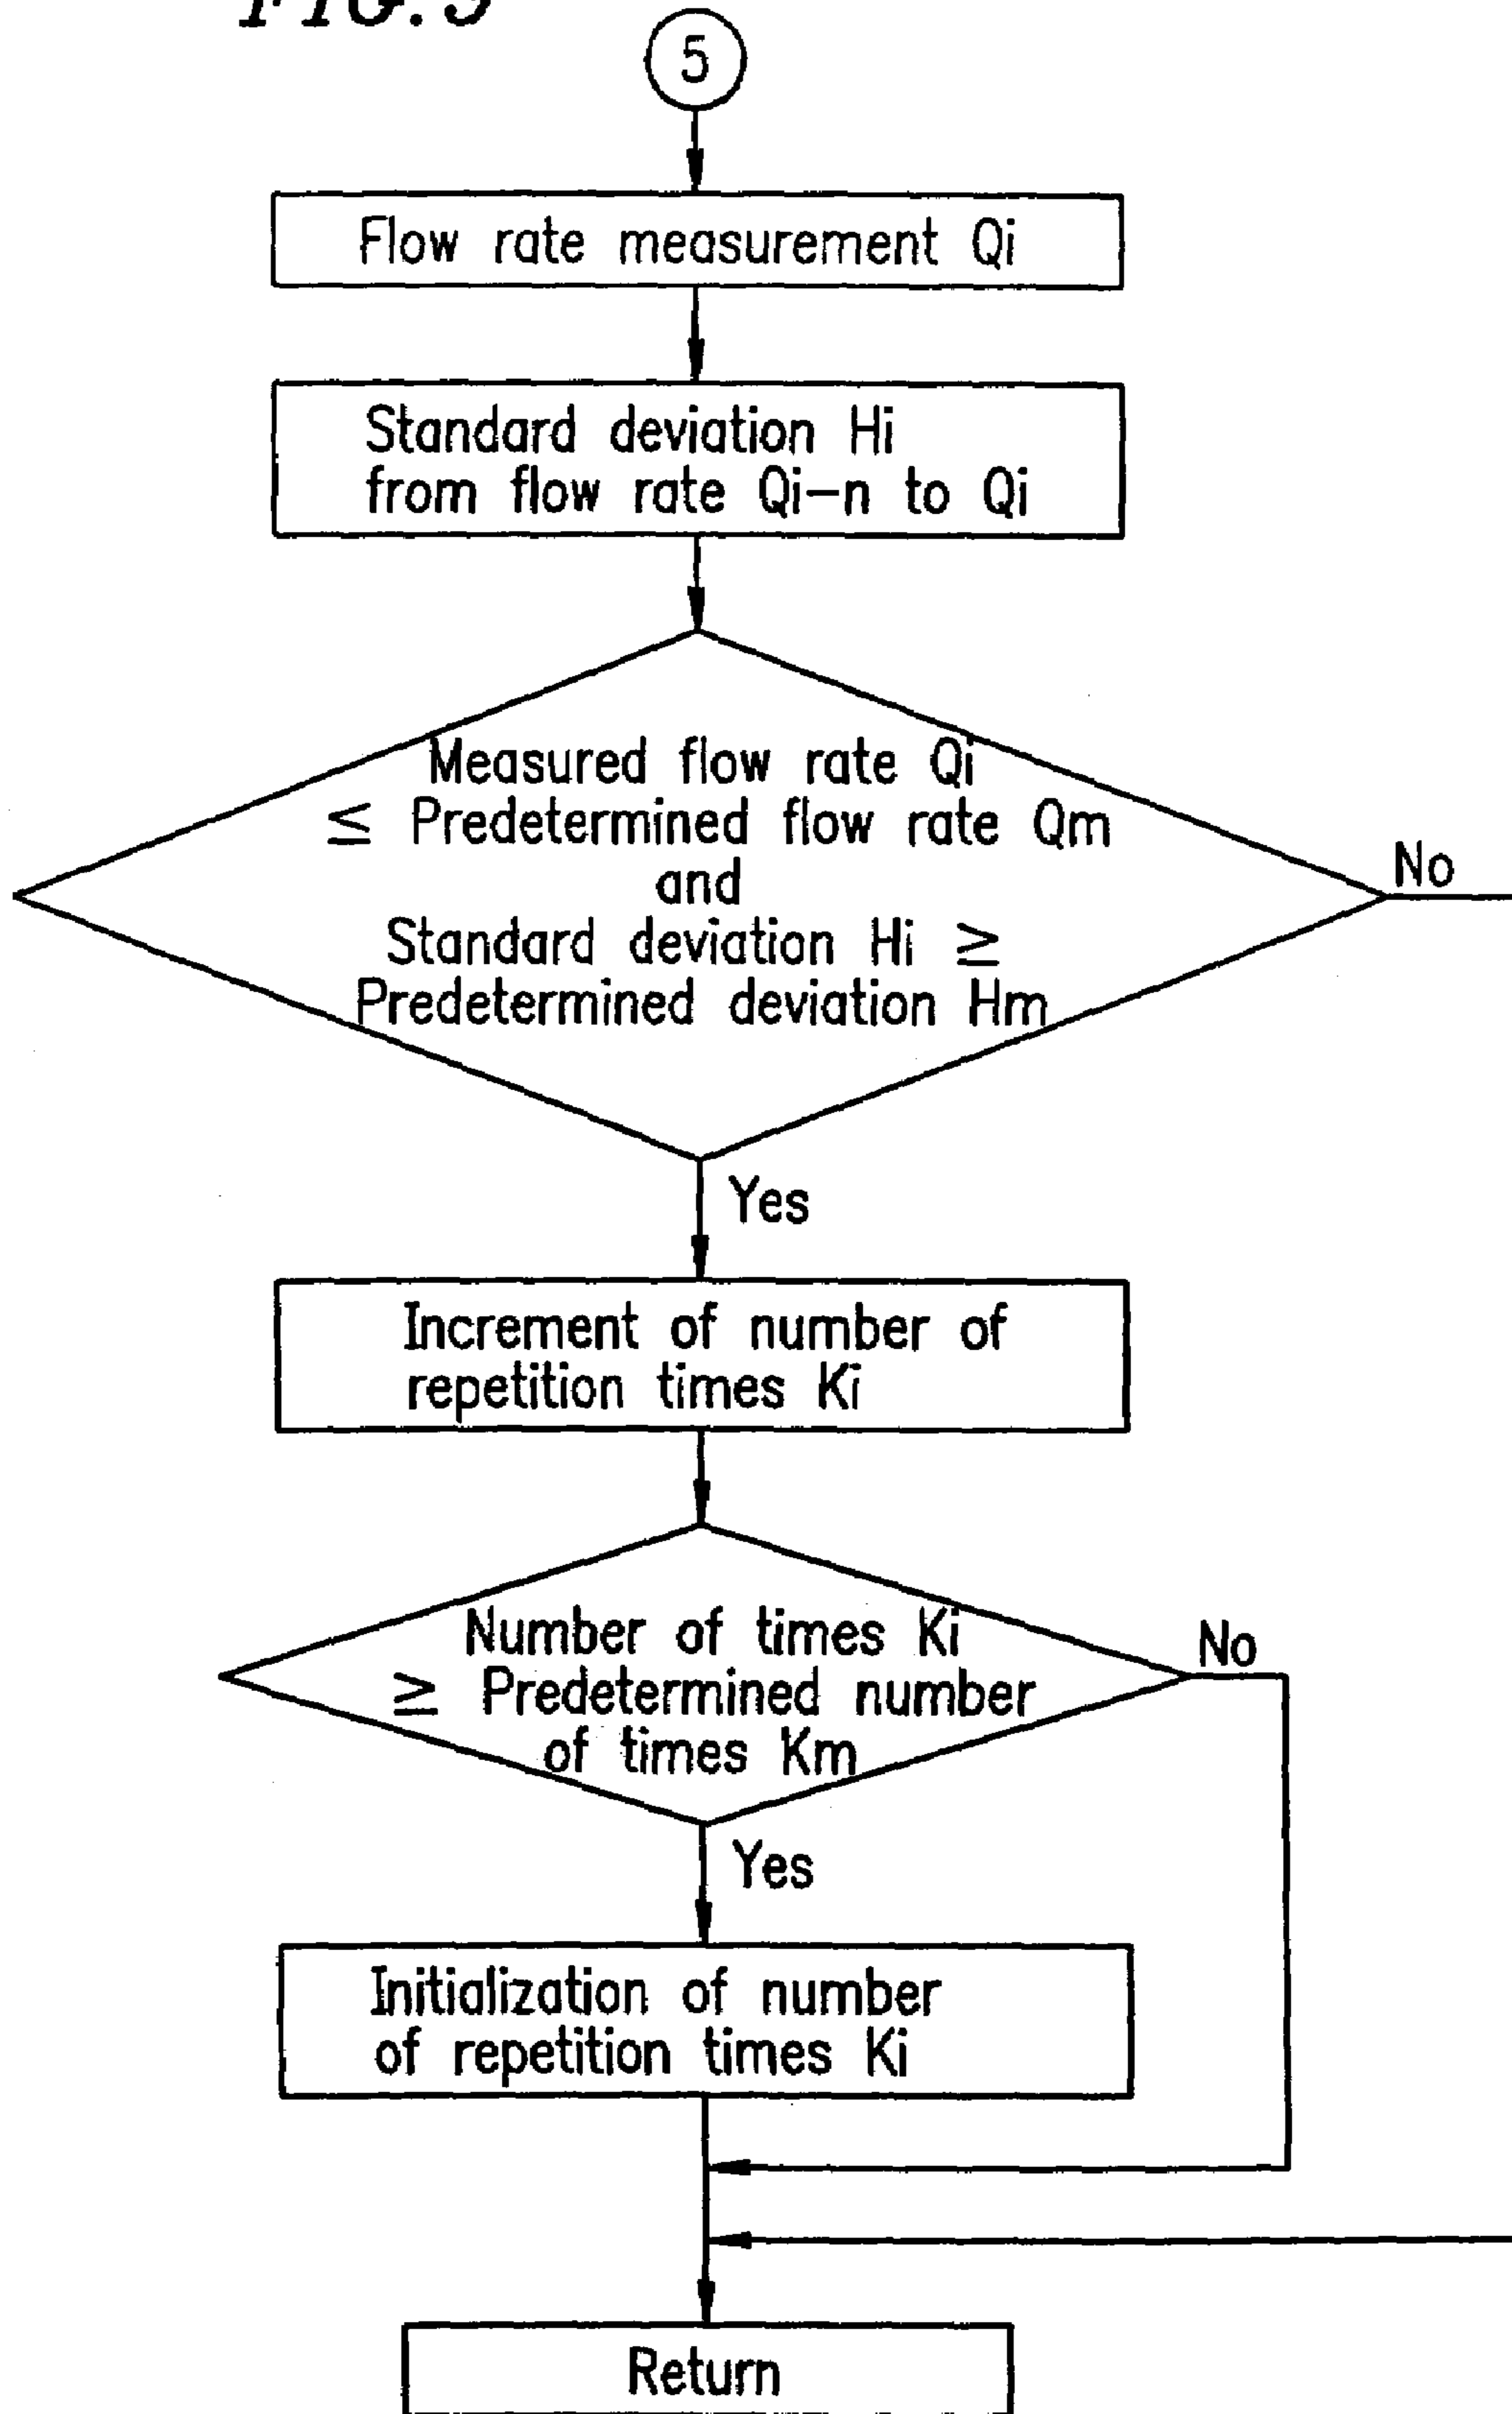 FIG. 5
5
Flow rate measurement Qi
Standard deviation Hi
from flow rate Qi-n to Qi
Measured flow rate Qi
≦ Predetermined flow rate Qm
and
Standard deviation Hi ≧
Predetermined deviation Hm
No
Yes
Increment of number of
repetition times Ki
Number of times Ki
≧ Predetermined number
of times Km
No
Yes
Initialization of number
of repetition times Ki
Return